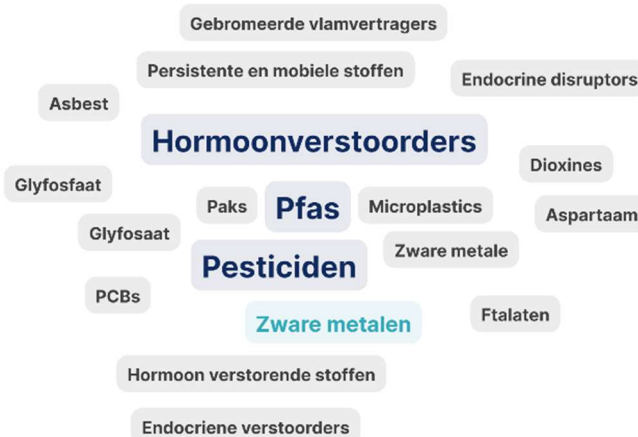 Gebromeerde vlamvertragers
Persistente en mobiele stoffen
Endocrine disruptors
Asbest
Hormoonverstoorders
Dioxines
Glyfosfaat
Paks
Pfas
Microplastics
Aspartaam
Glyfosaat
Zware metale
Pesticiden
PCBs
Ftalaten
Zware metalen
Hormoon verstorende stoffen
Endocriene verstoorders